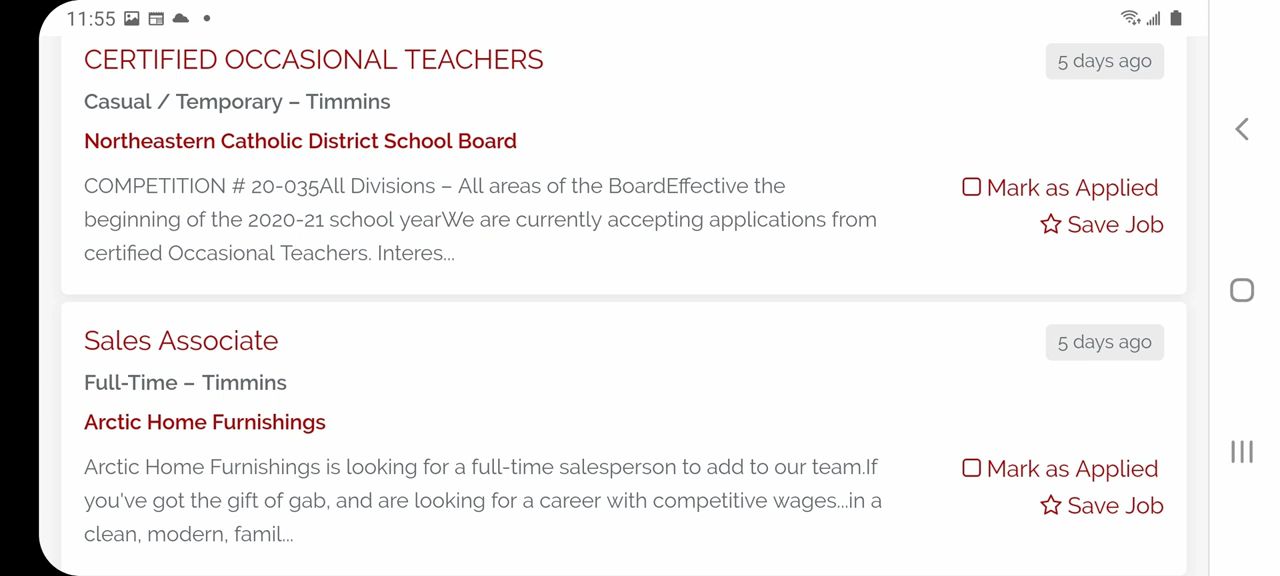 11:55
CERTIFIED OCCASIONAL TEACHERS
5 days ago
Casual / Temporary – Timmins
Northeastern Catholic District School Board
COMPETITION # 20-035All Divisions – All areas of the BoardEffective the
beginning of the 2020-21 school yearWe are currently accepting applications from
certified Occasional Teachers. Interes...
Mark as Applied
Save Job
Sales Associate
5 days ago
Full-Time – Timmins
Arctic Home Furnishings
Arctic Home Furnishings is looking for a full-time salesperson to add to our team.If
you've got the gift of gab, and are looking for a career with competitive wages...in a
clean, modern, famil...
Mark as Applied
Save Job